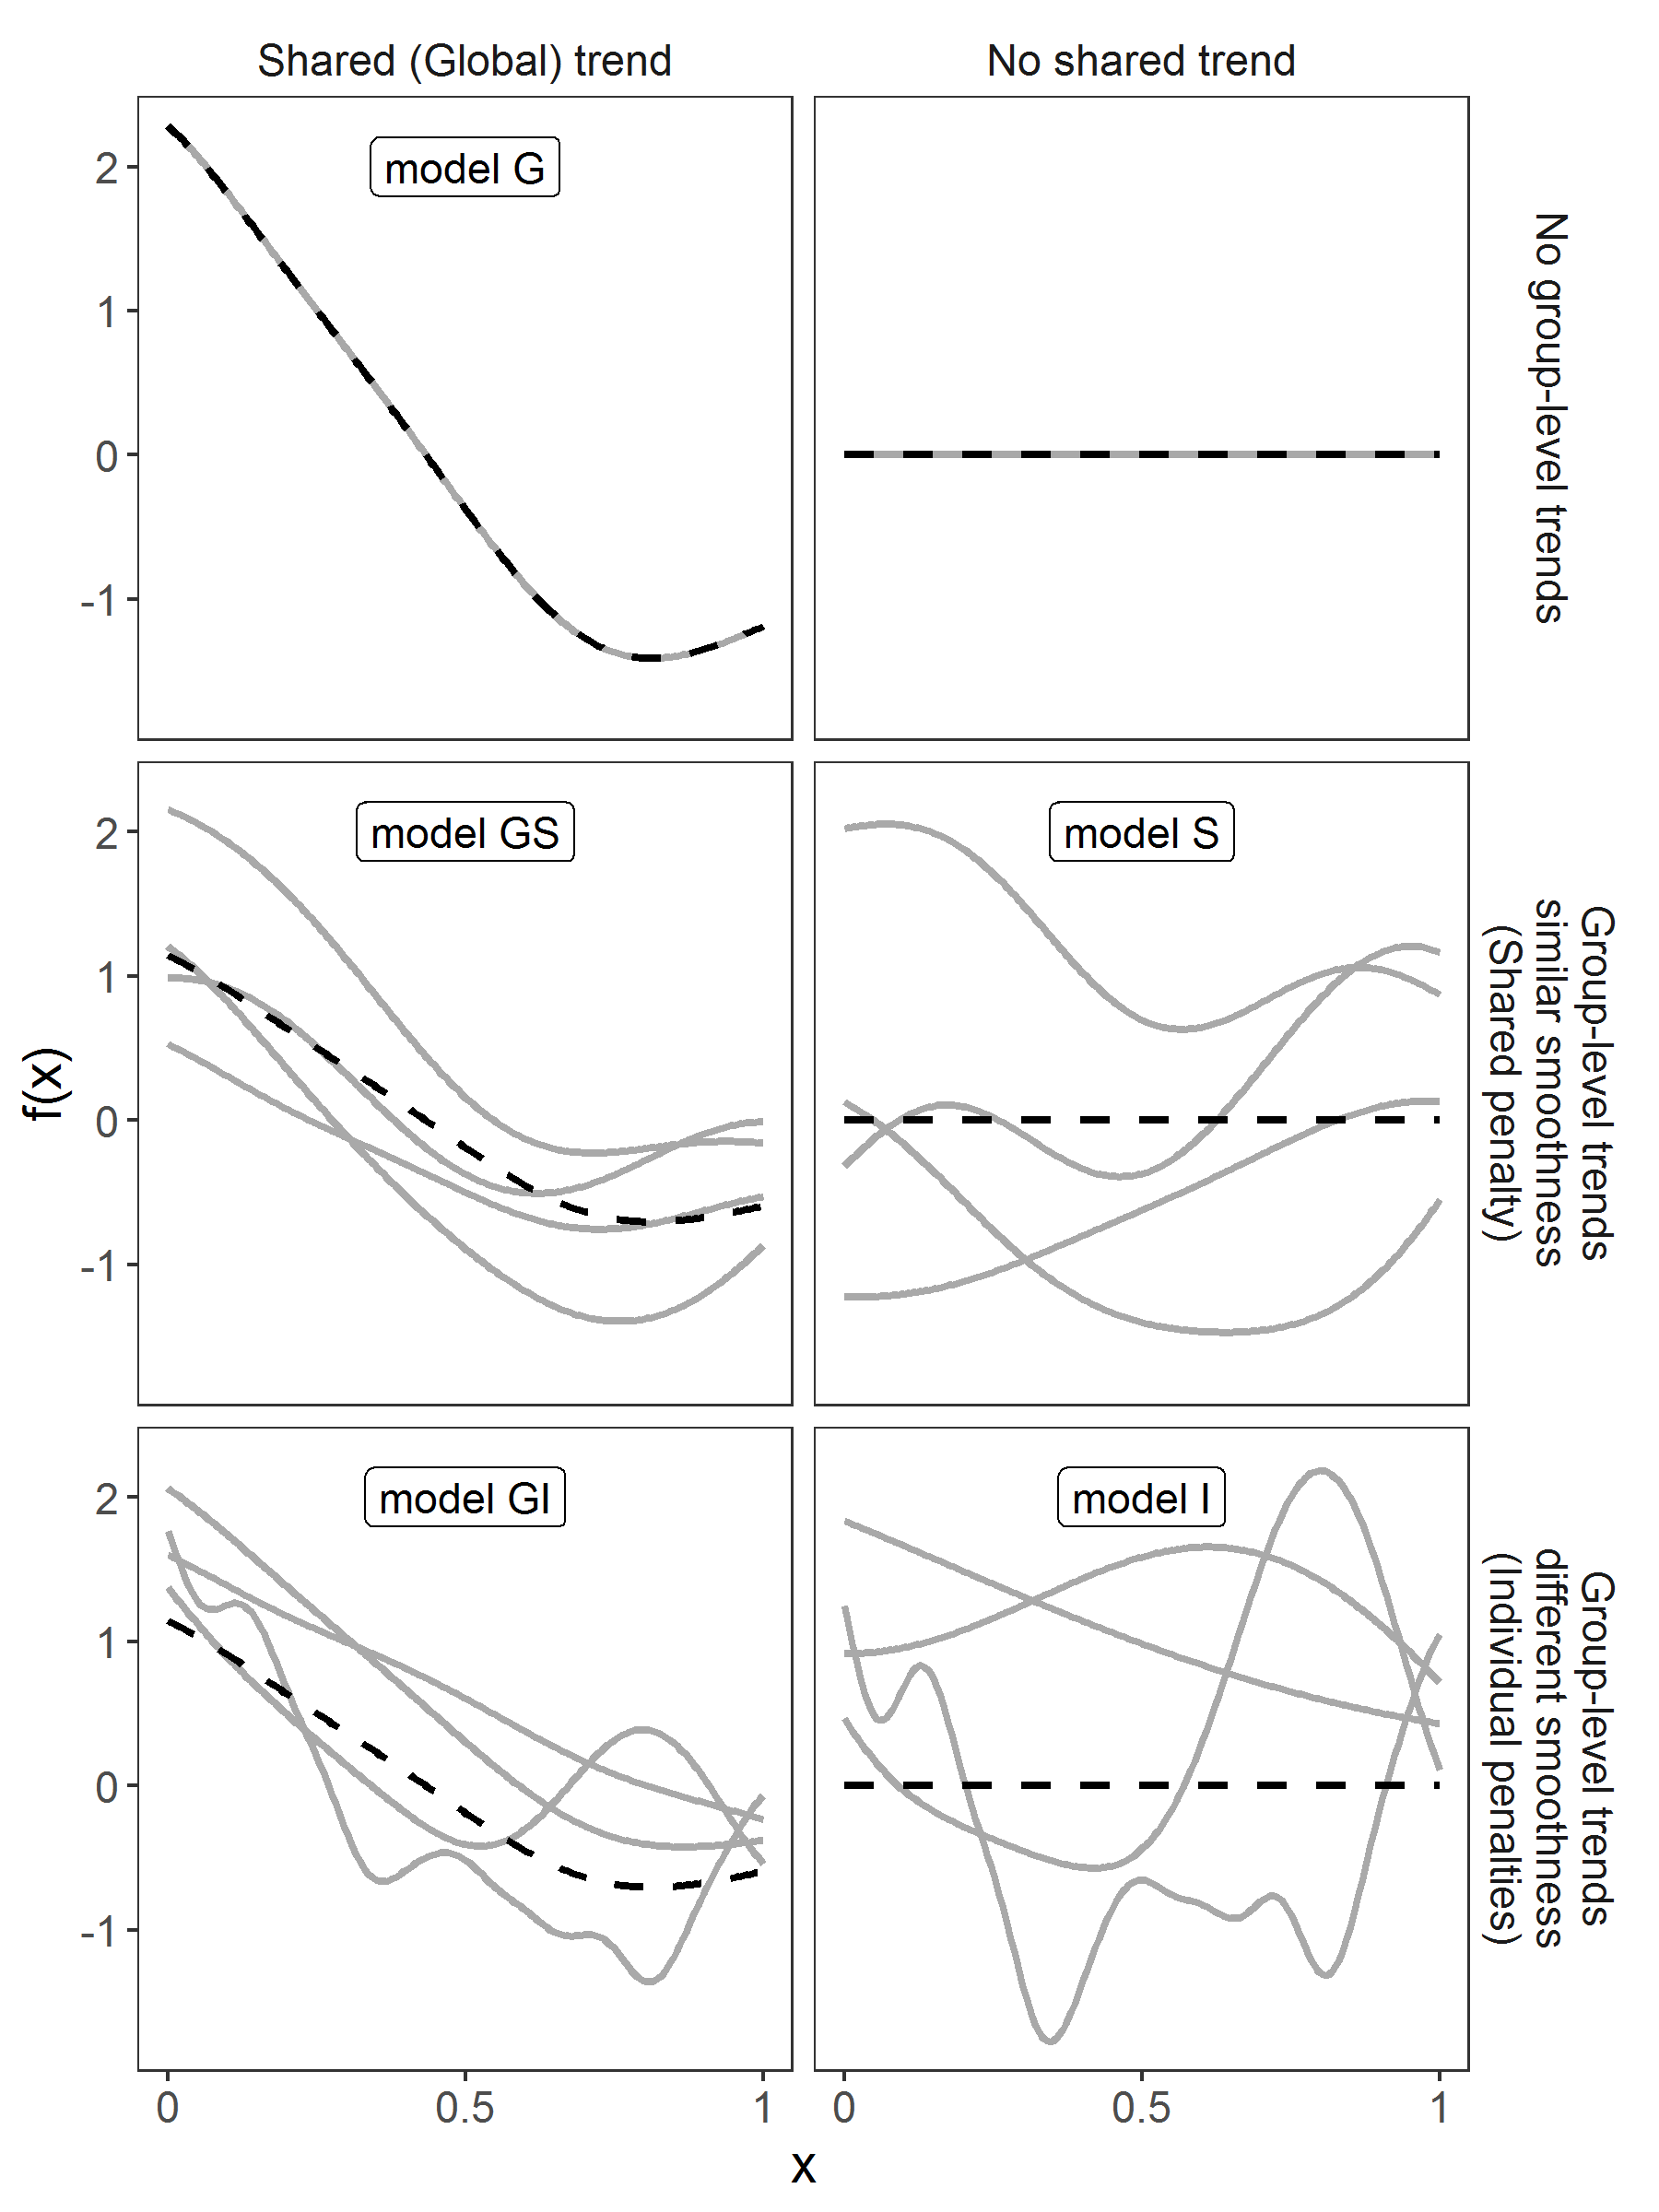 Shared (Global) trend
No shared trend
model G
2
1
0
-1
No group-level trends
model GS
model S
2
1
0
-1
Group-level trends
similar smoothness
(Shared penalty)
f(x)
model GI
model I
2
1
0
-1
Group-level trends
different smoothness
(Individual penalties)
0
0.5
1
0
0.5
1
x